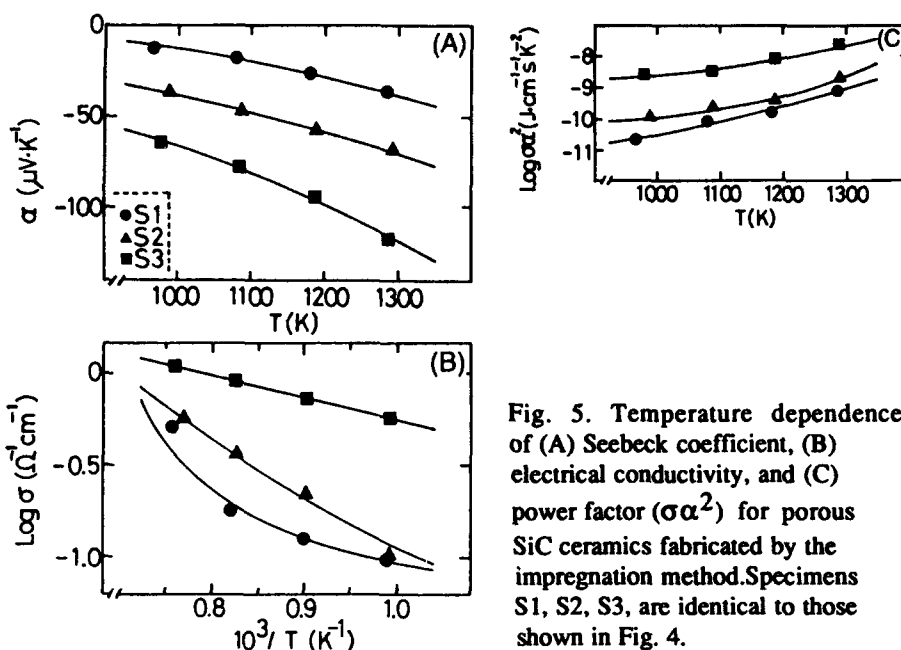 (A)
0
-50
-100
α (μV·K⁻¹)
S1
S2
S3
1000 1100 1200 1300
T(K)
(C)
-8
-9
-10
-11
Log σα² (J·cm⁻¹s⁻¹K⁻²)
1000 1100 1200 1300
T(K)
(B)
0
-0.5
-1.0
Log σ (Ω⁻¹cm⁻¹)
0.8 0.9 1.0
10³/ T (K⁻¹)
Fig. 5. Temperature dependence
of (A) Seebeck coefficient, (B)
electrical conductivity, and (C)
power factor (σα²) for porous
SiC ceramics fabricated by the
impregnation method.Specimens
S1, S2, S3, are identical to those
shown in Fig. 4.